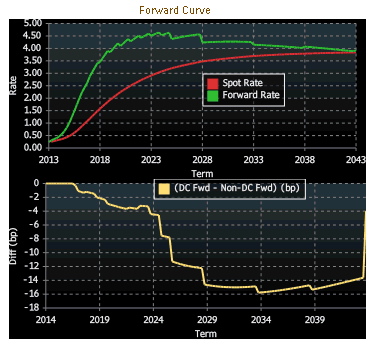 Forward Curve
5.00
4.50
4.00
3.50
3.00
2.50
2.00
1.50
1.00
0.50
0.00
Rate
Spot Rate
Forward Rate
2013 2018 2023 2028 2033 2038 2043
Term
(DC Fwd - Non-DC Fwd) (bp)
0
-2
-4
-6
-8
-10
-12
-14
-16
-18
Diff (bp)
2014 2019 2024 2029 2034 2039
Term